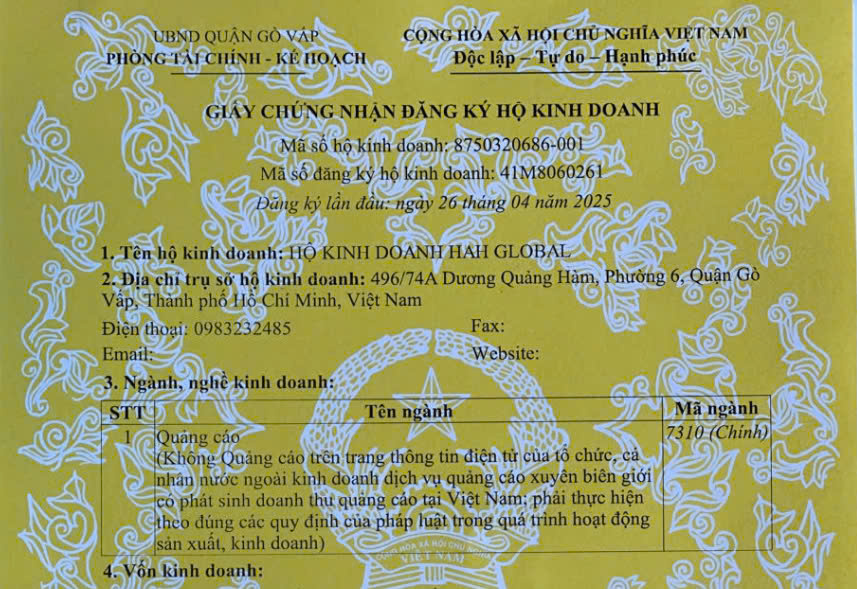 UBND QUẬN GÒ VẤP
PHÒNG TÀI CHÍNH - KẾ HOẠCH
CỘNG HÒA XÃ HỘI CHỦ NGHĨA VIỆT NAM
Độc lập – Tự do – Hạnh phúc
GIẤY CHỨNG NHẬN ĐĂNG KÝ HỘ KINH DOANH
Mã số hộ kinh doanh: 8750320686-001
Mã số đăng ký hộ kinh doanh: 41M8060261
Đăng ký lần đầu: ngày 26 tháng 04 năm 2025
1. Tên hộ kinh doanh: HỘ KINH DOANH HAH GLOBAL
2. Địa chỉ trụ sở hộ kinh doanh: 496/74A Dương Quảng Hàm, Phường 6, Quận Gò
Vấp, Thành phố Hồ Chí Minh, Việt Nam
Điện thoại: 0983232485 Fax:
Email: Website:
3. Ngành, nghề kinh doanh:
STT Tên ngành Mã ngành
1 Quảng cáo 7310 (Chính)
(Không Quảng cáo trên trang thông tin điện tử của tổ chức, cá
nhân nước ngoài kinh doanh dịch vụ quảng cáo xuyên biên giới
có phát sinh doanh thu quảng cáo tại Việt Nam; phải thực hiện
theo đúng các quy định của pháp luật trong quá trình hoạt động
sản xuất, kinh doanh)
CỘNG HÒA XÃ HỘI CHỦ NGHĨA
VIỆT NAM
4. Vốn kinh doanh: